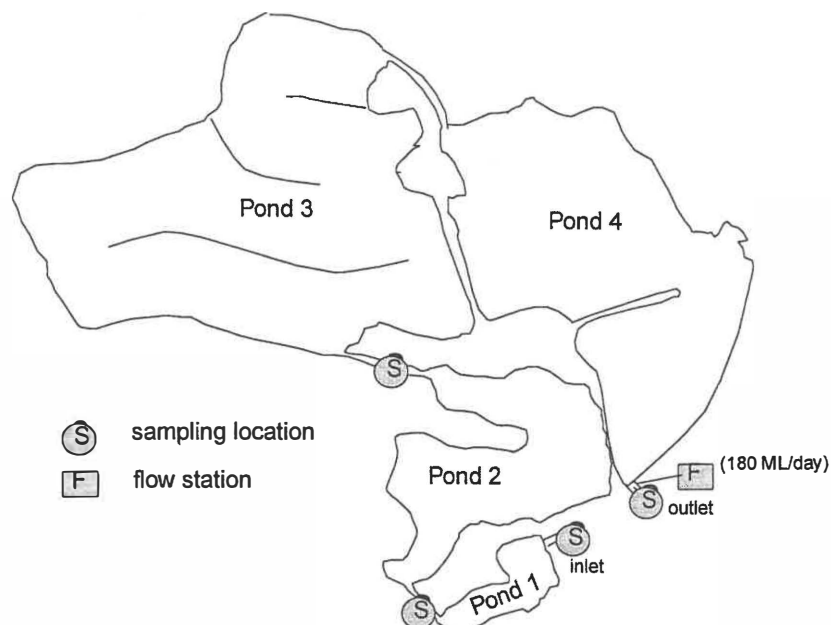 Pond 3
Pond 4
S
S sampling location
F flow station
Pond 2
F (180 ML/day)
S outlet
S
inlet
Pond 1
S